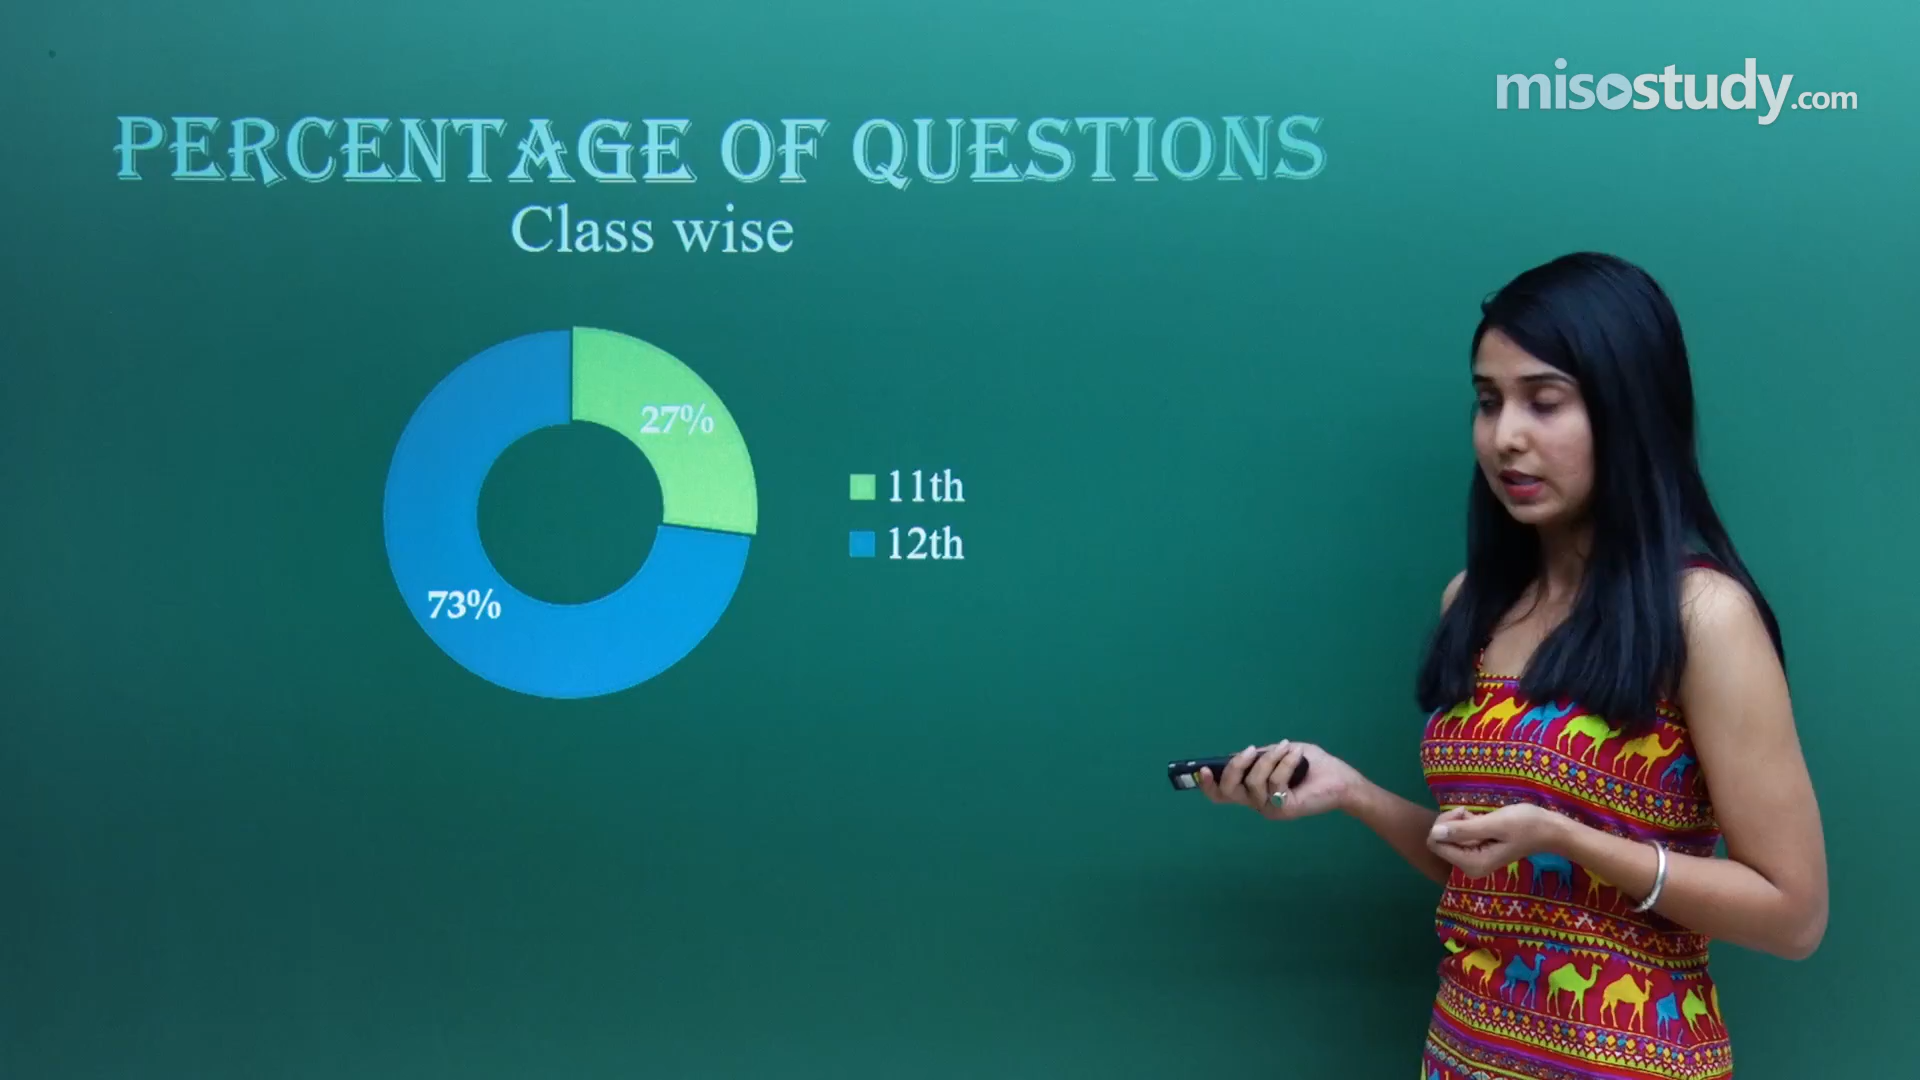 misostudy.com
PERCENTAGE OF QUESTIONS
Class wise
27%
11th
12th
73%